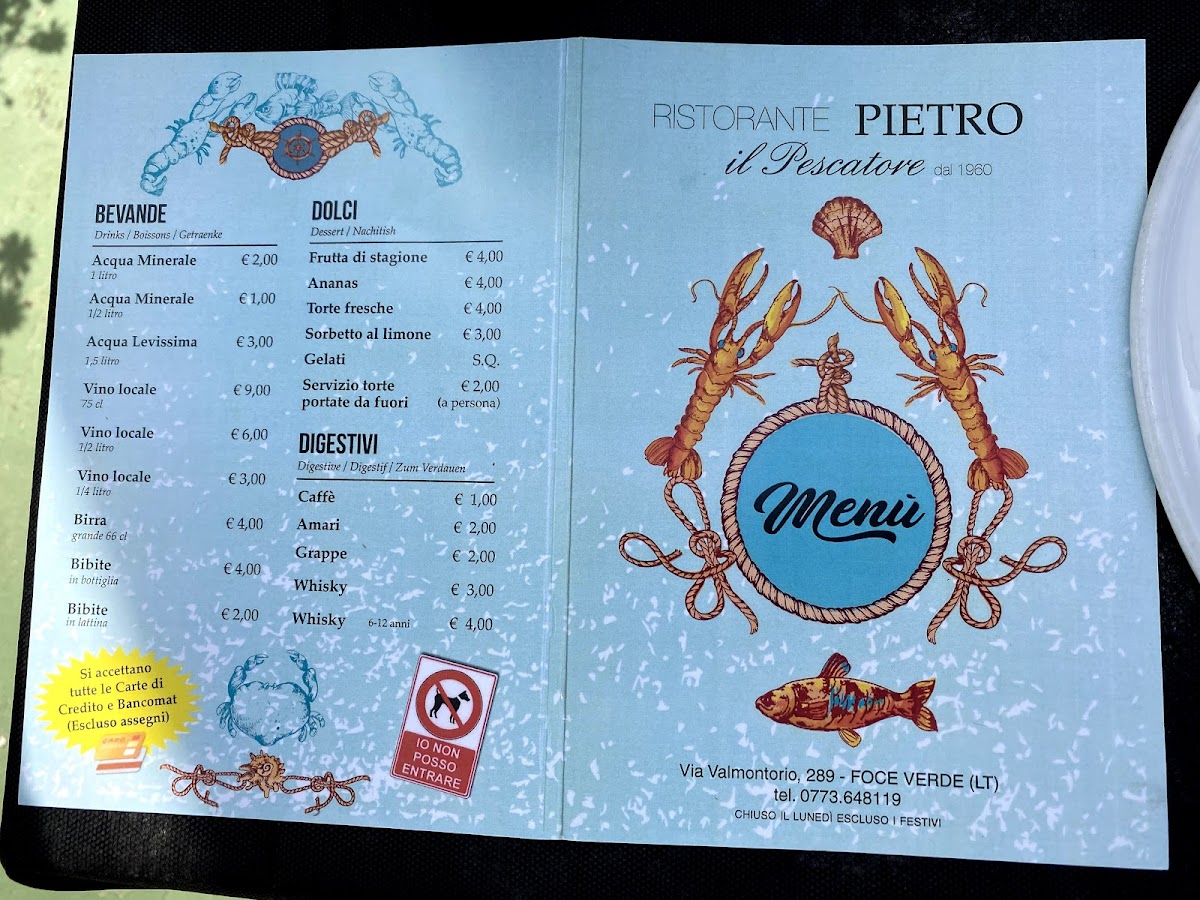 BEVANDE
Drinks / Boissons / Getraenke
Acqua Minerale € 2,00
1 litro
Acqua Minerale € 1,00
1/2 litro
Acqua Levissima € 3,00
1,5 litro
Vino locale € 9,00
75 cl
Vino locale € 6,00
1/2 litro
Vino locale € 3,00
1/4 litro
Birra € 4,00
grande 66 cl
Bibite € 4,00
in bottiglia
Bibite € 2,00
in lattina
Si accettano
tutte le Carte di
Credito e Bancomat
(Escluso assegni)
DOLCI
Dessert / Nachitish
Frutta di stagione € 4,00
Ananas € 4,00
Torte fresche € 4,00
Sorbetto al limone € 3,00
Gelati S.Q.
Servizio torte € 2,00
portate da fuori (a persona)
DIGESTIVI
Digestive / Digestif / Zum Verdauen
Caffè € 1,00
Amari € 2,00
Grappe € 2,00
Whisky € 3,00
Whisky 6-12 anni € 4,00
IO NON
POSSO
ENTRARE
RISTORANTE PIETRO
il Pescatore dal 1960
Menù
Via Valmontorio, 289 - FOCE VERDE (LT)
tel. 0773.648119
CHIUSO IL LUNEDÌ ESCLUSO I FESTIVI